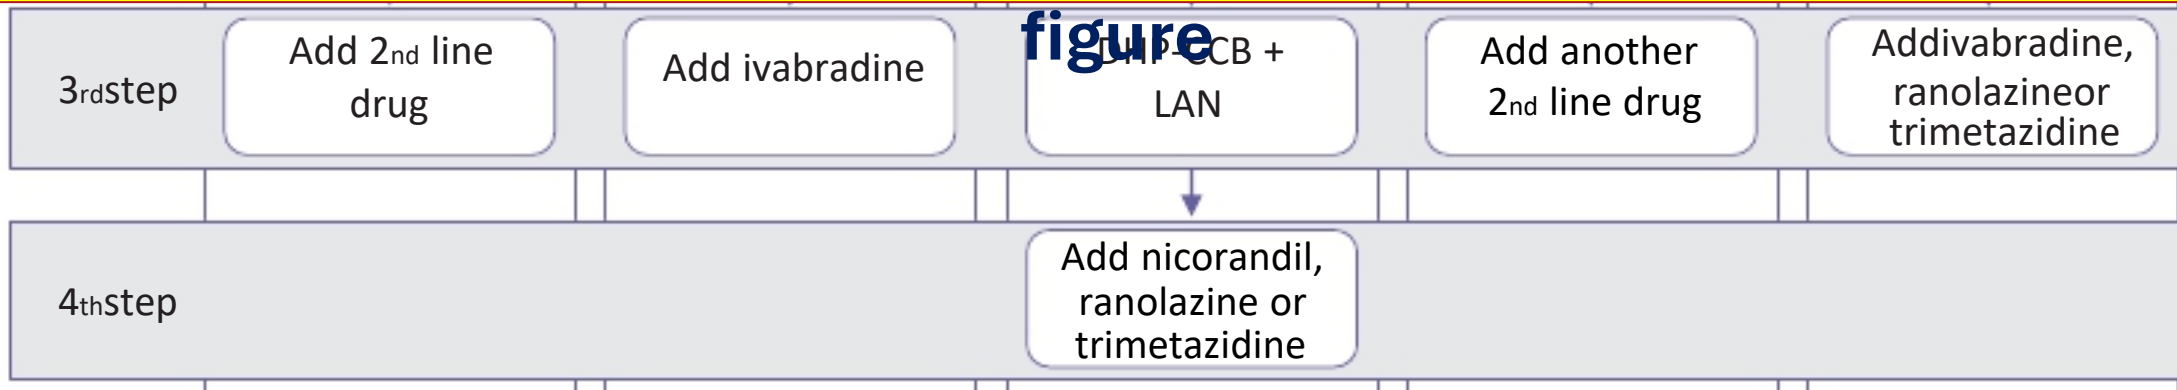 figure
3rdstep
Add 2nd line
drug
Add ivabradine
DHP-CCB +
LAN
Add another
2nd line drug
Addivabradine,
ranolazineor
trimetazidine
4thstep
Add nicorandil,
ranolazine or
trimetazidine